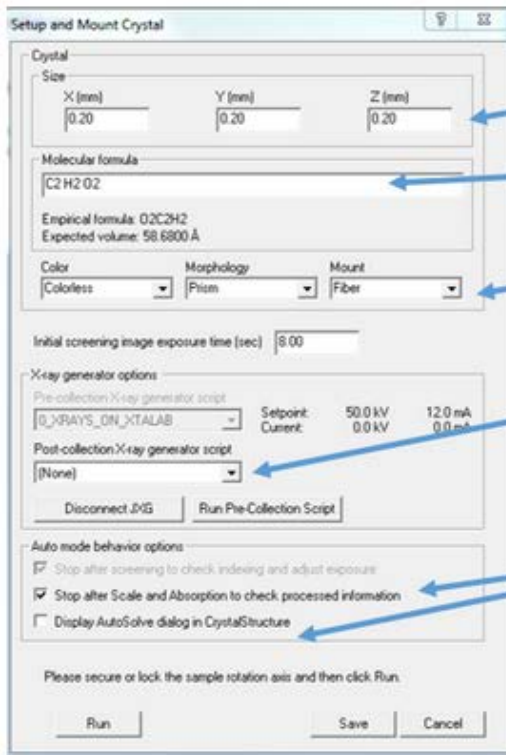 Setup and Mount Crystal
Crystal
Size
X (mm) Y (mm) Z (mm)
0.20 0.20 0.20
Molecular formula
C2 H2 O2
Empirical formula: O2C2H2
Expected volume: 58.6800 Å
Color Morphology Mount
Colorless Prism Fiber
Initial screening image exposure time (sec) 8.00
X-ray generator options
Pre-collection X-ray generator script
0_XRAYS_ON_XTALAB Setpoint: 50.0 kV 12.0 mA
Current: 0.0 kV 0.0 mA
Post-collection X-ray generator script
(None)
Disconnect JXG Run Pre-Collection Script
Auto mode behavior options
Stop after screening to check indexing and adjust exposure
Stop after Scale and Absorption to check processed information
Display AutoSolve dialog in CrystalStructure
Please secure or lock the sample rotation axis and then click Run.
Run Save Cancel